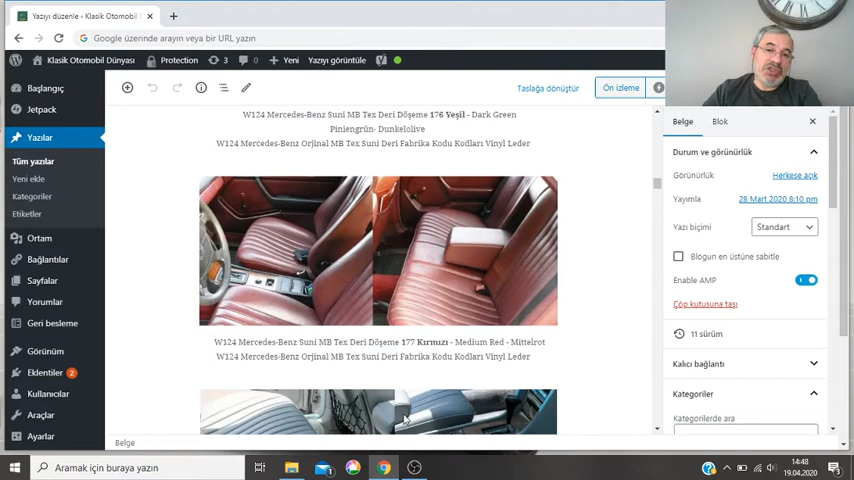 Yazıyı düzenle ‹ Klasik Otomobil
Google üzerinde arayın veya bir URL yazın
Klasik Otomobil Dünyası
Protection
3
0
Yeni
Yazıyı görüntüle
Başlangıç
Jetpack
Yazılar
Tüm yazılar
Yeni ekle
Kategoriler
Etiketler
Ortam
Bağlantılar
Sayfalar
Yorumlar
Geri besleme
Görünüm
Eklentiler 2
Kullanıcılar
Araçlar
Ayarlar
Taslağa dönüştür
Ön izleme
W124 Mercedes-Benz Suni MB Tex Deri Döşeme 176 Yeşil - Dark Green
Piniengrün- Dunkelolive
W124 Mercedes-Benz Orjinal MB Tex Suni Deri Fabrika Kodu Kodları Vinyl Leder
W124 Mercedes-Benz Suni MB Tex Deri Döşeme 177 Kırmızı - Medium Red - Mittelrot
W124 Mercedes-Benz Orjinal MB Tex Suni Deri Fabrika Kodu Kodları Vinyl Leder
Belge
Belge
Blok
Durum ve görünürlük
Görünürlük
Herkese açık
Yayımla
28 Mart 2020 8:10 pm
Yazı biçimi
Standart
Blogun en üstüne sabitle
Enable AMP
Çöp kutusuna taşı
11 sürüm
Kalıcı bağlantı
Kategoriler
Kategorilerde ara
Aramak için buraya yazın
1
14:48
19.04.2020
3